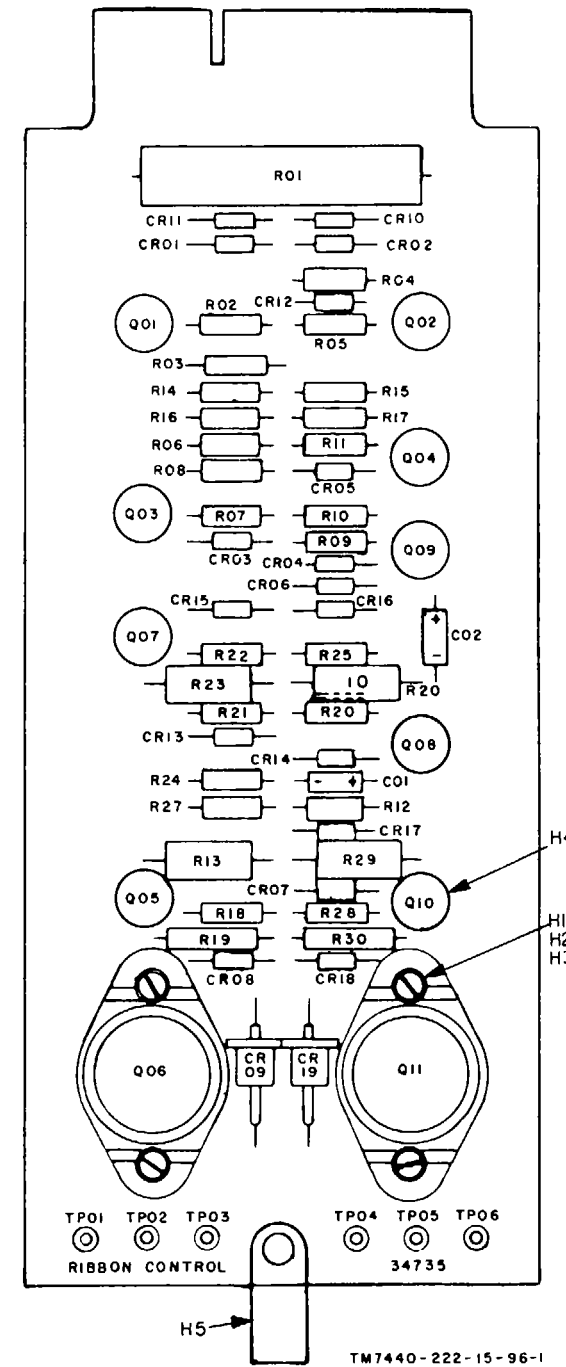 R01
CR11 CR10
CR01 CR02
R04
R02 CR12
Q01 Q02
R05
R03
R14 R15
R16 R17
R06 R11
Q04
R08
CR05
Q03 R07 R10
R09 Q09
CR03 CR04
CR06
CR15 CR16
Q07 + C02 -
R22 R25
R23 10 R20
R21 R20
CR13 Q08
CR14
R24 - + C01
R27 R12
CR17
R13 R29 H4
CR07
Q05 Q10
R18 R28
H1
R19 R30 H2
H3
CR08 CR18
Q06 CR 09 CR 19 Q11
TP01 TP02 TP03 TP04 TP05 TP06
RIBBON CONTROL 34735
H5
TM7440-222-15-96-1